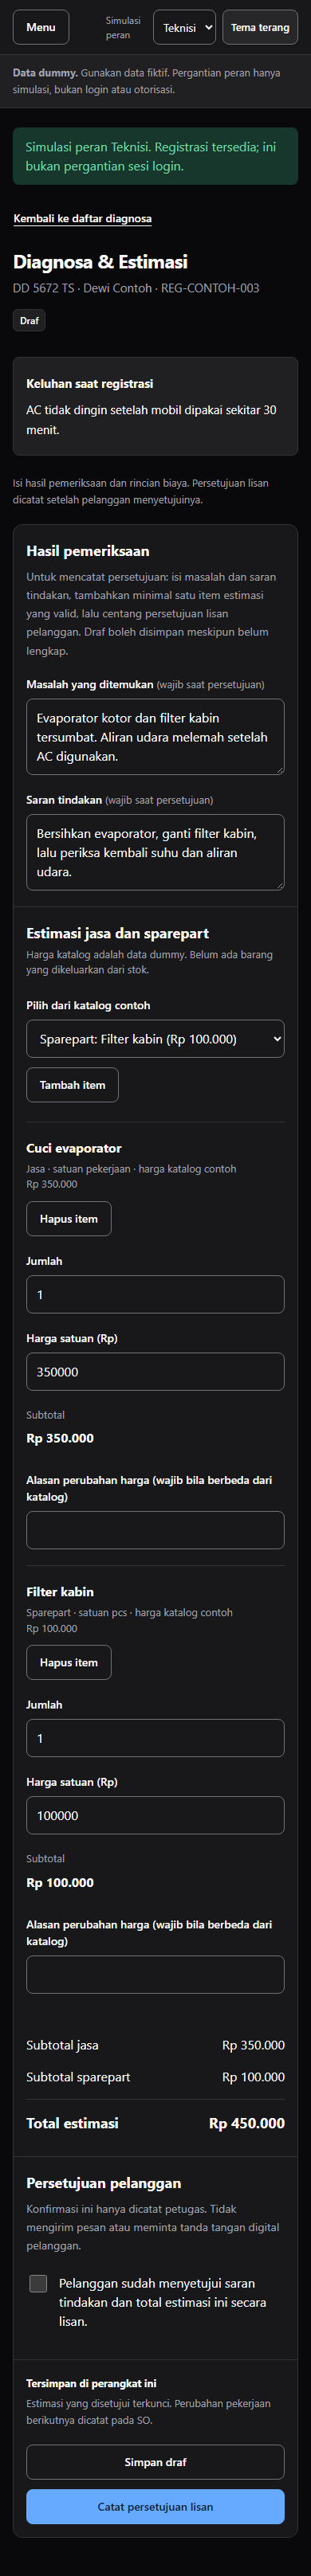 Menu
Simulasi
peran
Teknisi
Tema terang
Data dummy. Gunakan data fiktif. Pergantian peran hanya
simulasi, bukan login atau otorisasi.
Simulasi peran Teknisi. Registrasi tersedia; ini
bukan pergantian sesi login.
Kembali ke daftar diagnosa
Diagnosa & Estimasi
DD 5672 TS · Dewi Contoh · REG-CONTOH-003
Draf
Keluhan saat registrasi
AC tidak dingin setelah mobil dipakai sekitar 30
menit.
Isi hasil pemeriksaan dan rincian biaya. Persetujuan lisan
dicatat setelah pelanggan menyetujuinya.
Hasil pemeriksaan
Untuk mencatat persetujuan: isi masalah dan saran
tindakan, tambahkan minimal satu item estimasi
yang valid, lalu centang persetujuan lisan
pelanggan. Draf boleh disimpan meskipun belum
lengkap.
Masalah yang ditemukan (wajib saat persetujuan)
Evaporator kotor dan filter kabin
tersumbat. Aliran udara melemah setelah
AC digunakan.
Saran tindakan (wajib saat persetujuan)
Bersihkan evaporator, ganti filter kabin,
lalu periksa kembali suhu dan aliran
udara.
Estimasi jasa dan sparepart
Harga katalog adalah data dummy. Belum ada barang
yang dikeluarkan dari stok.
Pilih dari katalog contoh
Sparepart: Filter kabin (Rp 100.000)
Tambah item
Cuci evaporator
Jasa · satuan pekerjaan · harga katalog contoh
Rp 350.000
Hapus item
Jumlah
1
Harga satuan (Rp)
350000
Subtotal
Rp 350.000
Alasan perubahan harga (wajib bila berbeda dari
katalog)
Filter kabin
Sparepart · satuan pcs · harga katalog contoh
Rp 100.000
Hapus item
Jumlah
1
Harga satuan (Rp)
100000
Subtotal
Rp 100.000
Alasan perubahan harga (wajib bila berbeda dari
katalog)
Subtotal jasa Rp 350.000
Subtotal sparepart Rp 100.000
Total estimasi Rp 450.000
Persetujuan pelanggan
Konfirmasi ini hanya dicatat petugas. Tidak
mengirim pesan atau meminta tanda tangan digital
pelanggan.
Pelanggan sudah menyetujui saran
tindakan dan total estimasi ini secara
lisan.
Tersimpan di perangkat ini
Estimasi yang disetujui terkunci. Perubahan pekerjaan
berikutnya dicatat pada SO.
Simpan draf
Catat persetujuan lisan